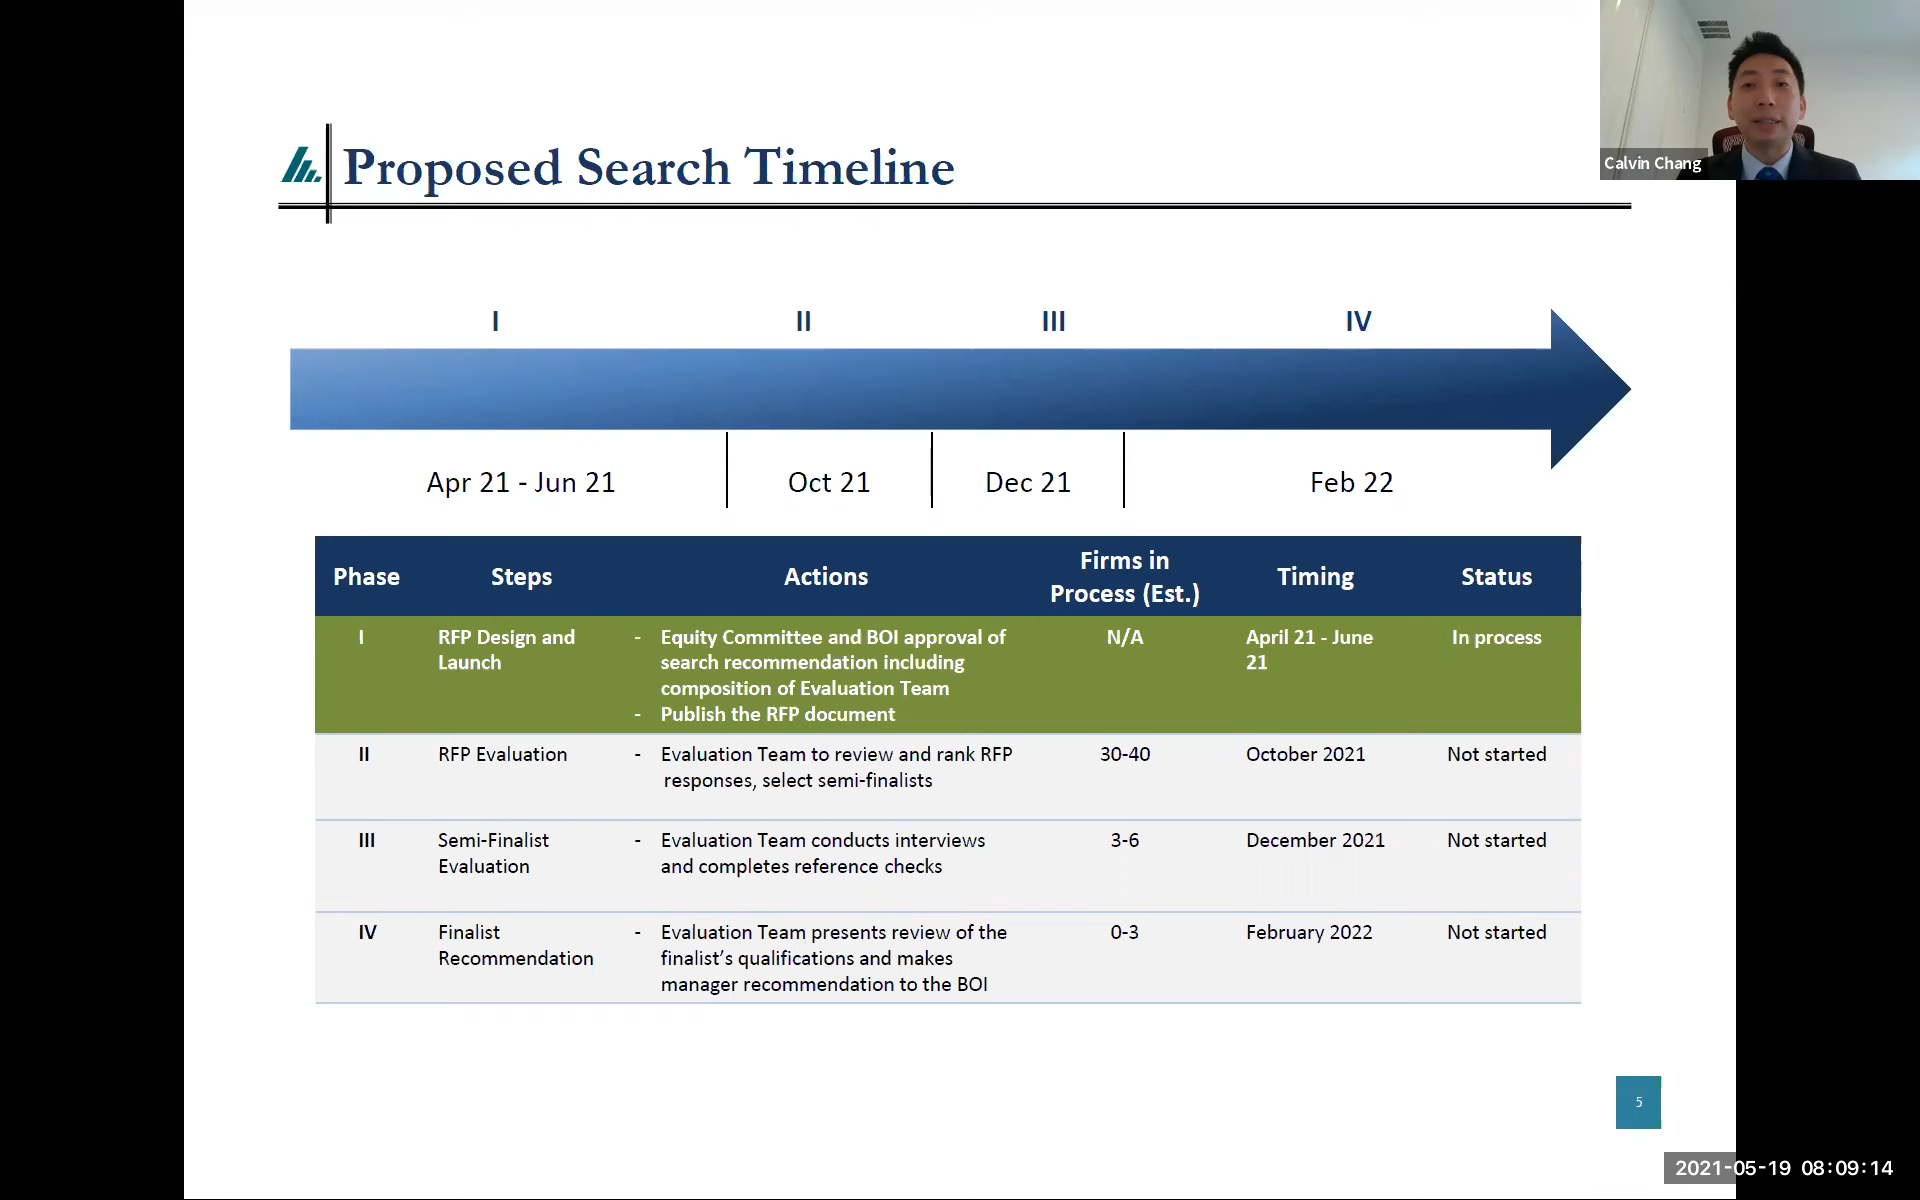 Calvin Chang
Proposed Search Timeline
I II III IV
Apr 21 - Jun 21 Oct 21 Dec 21 Feb 22
Phase Steps Actions Firms in Process (Est.) Timing Status
I RFP Design and Launch - Equity Committee and BOI approval of search recommendation including composition of Evaluation Team - Publish the RFP document N/A April 21 - June 21 In process
II RFP Evaluation - Evaluation Team to review and rank RFP responses, select semi-finalists 30-40 October 2021 Not started
III Semi-Finalist Evaluation - Evaluation Team conducts interviews and completes reference checks 3-6 December 2021 Not started
IV Finalist Recommendation - Evaluation Team presents review of the finalist’s qualifications and makes manager recommendation to the BOI 0-3 February 2022 Not started
5
2021-05-19 08:09:14